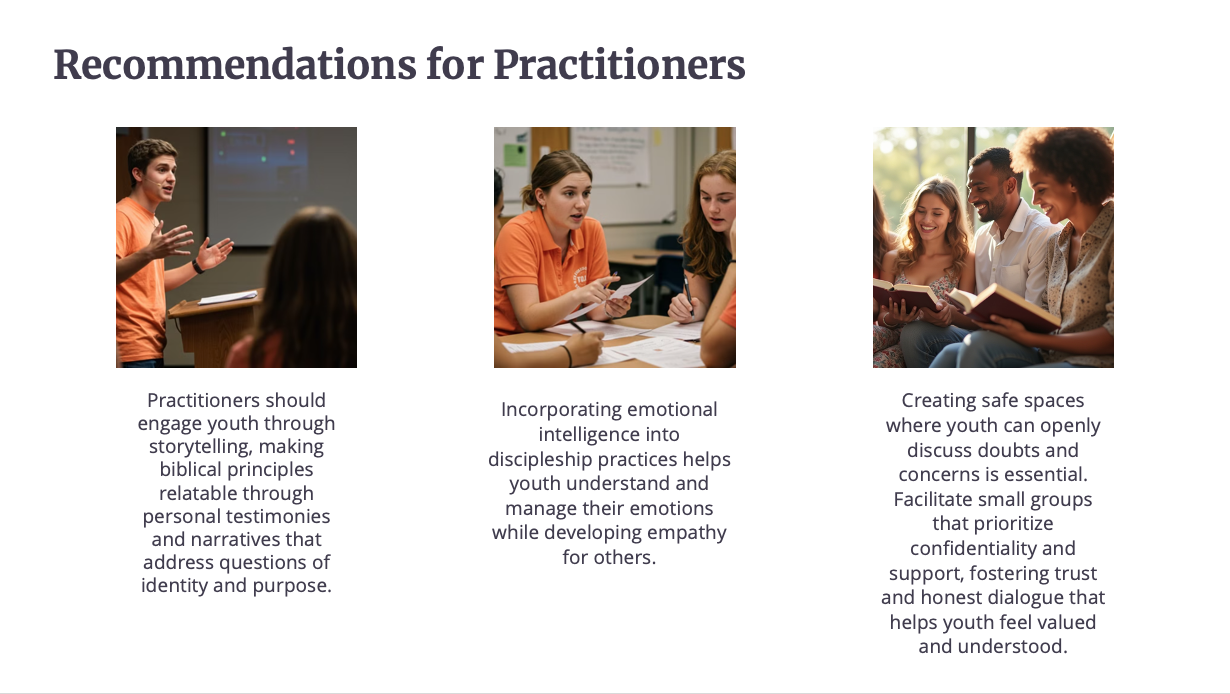 Recommendations for Practitioners
Practitioners should
engage youth through
storytelling, making
biblical principles
relatable through
personal testimonies
and narratives that
address questions of
identity and purpose.
Incorporating emotional
intelligence into
discipleship practices helps
youth understand and
manage their emotions
while developing empathy
for others.
Creating safe spaces
where youth can openly
discuss doubts and
concerns is essential.
Facilitate small groups
that prioritize
confidentiality and
support, fostering trust
and honest dialogue that
helps youth feel valued
and understood.